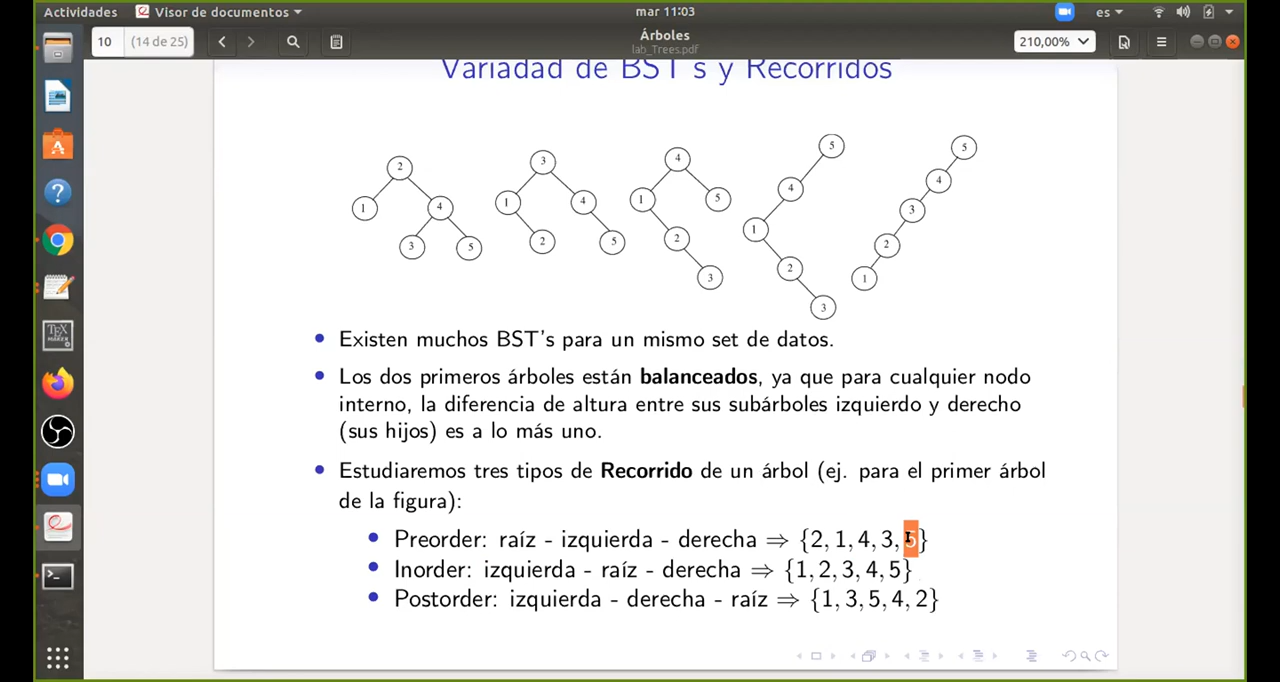 Actividades Visor de documentos mar 11:03 es
10 (14 de 25) Árboles 210,00%
lab_Trees.pdf
Variadad de BST's y Recorridos
2 1 4 3 5
3 1 4 2 5
4 1 5 2 3
5 4 1 2 3
5 4 3 2 1
• Existen muchos BST's para un mismo set de datos.
• Los dos primeros árboles están balanceados, ya que para cualquier nodo
interno, la diferencia de altura entre sus subárboles izquierdo y derecho
(sus hijos) es a lo más uno.
• Estudiaremos tres tipos de Recorrido de un árbol (ej. para el primer árbol
de la figura):
• Preorder: raíz - izquierda - derecha ⇒ {2, 1, 4, 3, 5}
• Inorder: izquierda - raíz - derecha ⇒ {1, 2, 3, 4, 5}
• Postorder: izquierda - derecha - raíz ⇒ {1, 3, 5, 4, 2}